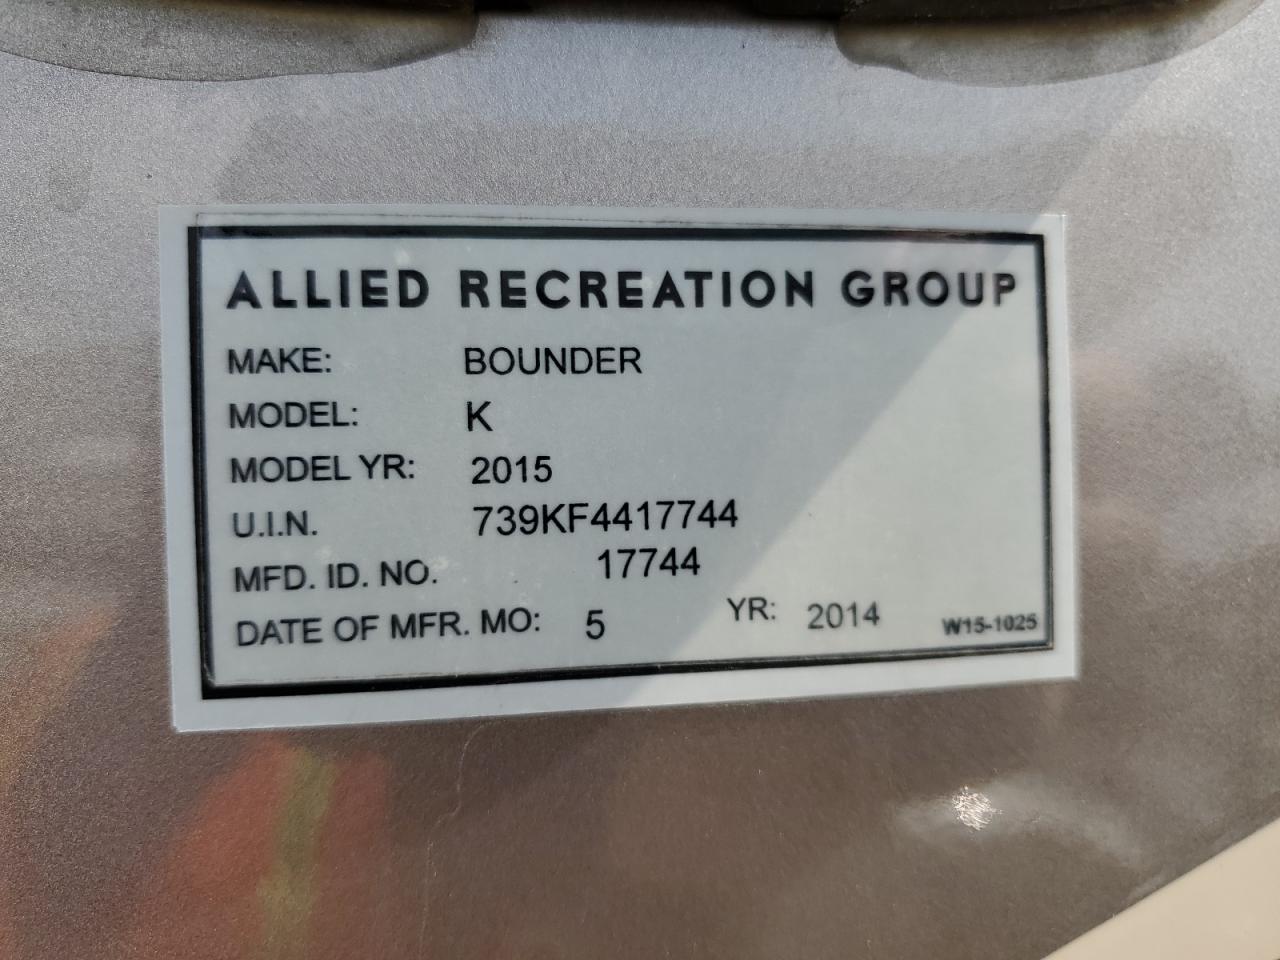 ALLIED RECREATION GROUP
MAKE: BOUNDER
MODEL: K
MODEL YR: 2015
U.I.N. 739KF4417744
MFD. ID. NO. 17744
DATE OF MFR. MO: 5 YR: 2014 W15-1025